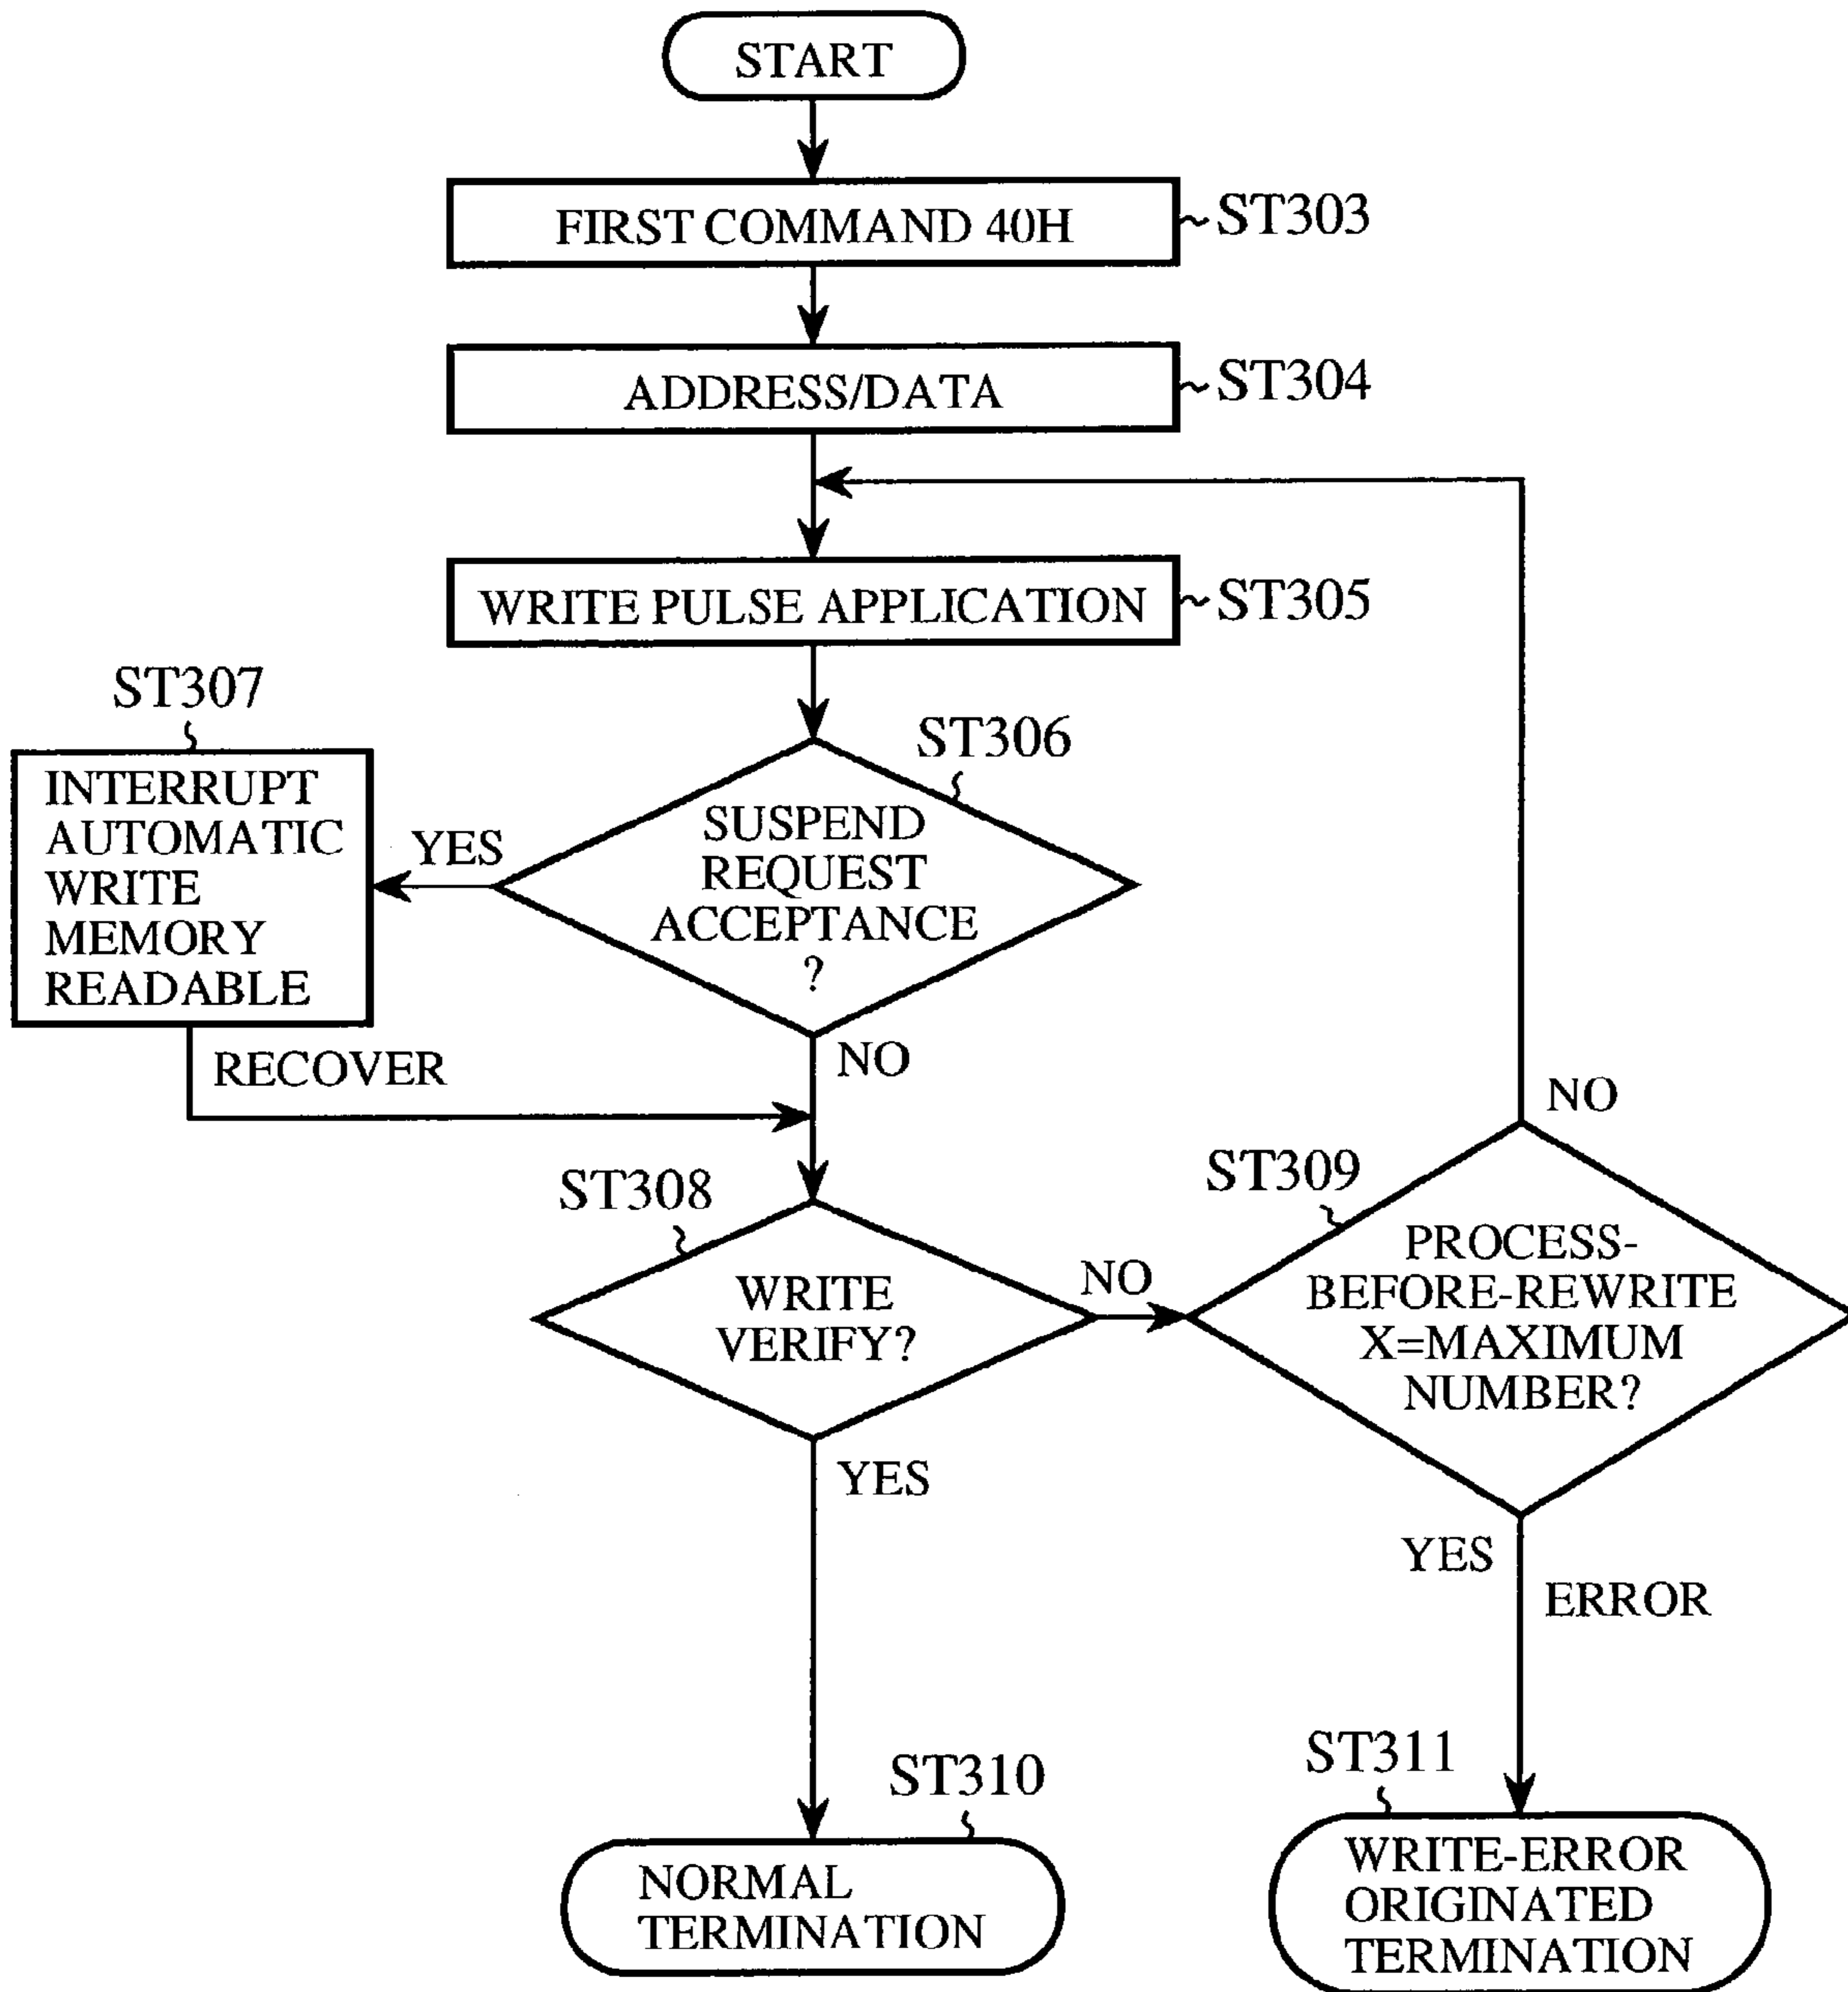 START
FIRST COMMAND 40H
ST303
ADDRESS/DATA
ST304
WRITE PULSE APPLICATION
ST305
ST307
INTERRUPT
AUTOMATIC
WRITE
MEMORY
READABLE
YES
ST306
SUSPEND
REQUEST
ACCEPTANCE
?
RECOVER
NO
ST308
WRITE
VERIFY?
NO
ST309
PROCESS-
BEFORE-REWRITE
X=MAXIMUM
NUMBER?
NO
YES
YES
ERROR
ST310
NORMAL
TERMINATION
ST311
WRITE-ERROR
ORIGINATED
TERMINATION